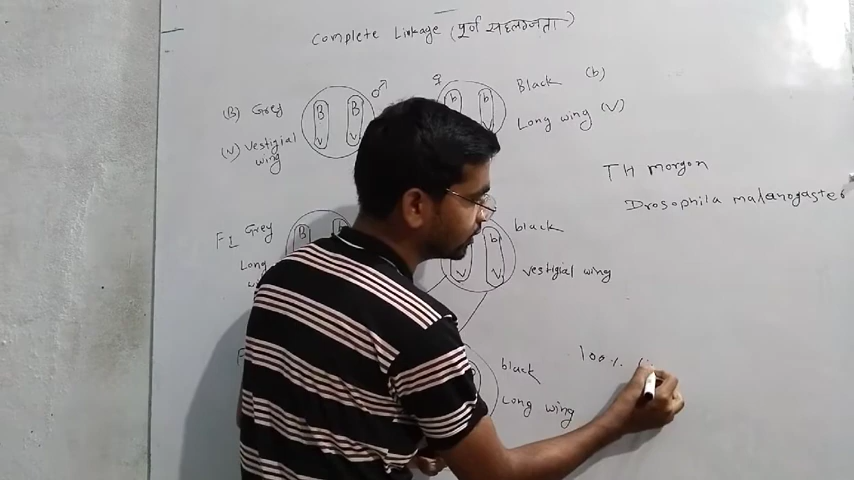 Complete Linkage (पूर्ण सहलग्नता)
(B) Grey
B B
♂
♀
b b
Black (b)
(v) vestigial
wing
v v
Long wing (V)
TH morgon
Drosophila malanogaster
F1 Grey
B
b
black
Long
v v
vestigial wing
black
Long wing
100%